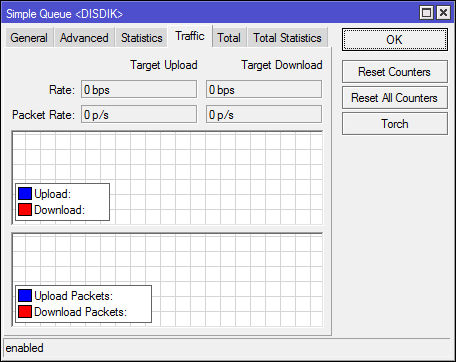 Simple Queue <DISDIK>
General Advanced Statistics Traffic Total Total Statistics
OK
Reset Counters
Reset All Counters
Torch
Target Upload Target Download
Rate: 0 bps 0 bps
Packet Rate: 0 p/s 0 p/s
Upload:
Download:
Upload Packets:
Download Packets:
enabled